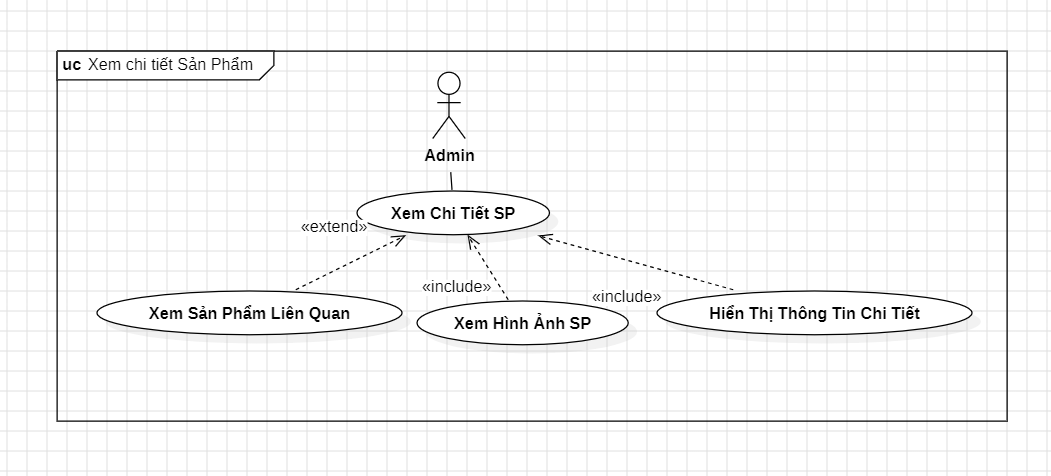 uc Xem chi tiết Sản Phẩm
Admin
Xem Chi Tiết SP
«extend»
«include»
«include»
Xem Sản Phẩm Liên Quan
Xem Hình Ảnh SP
Hiển Thị Thông Tin Chi Tiết